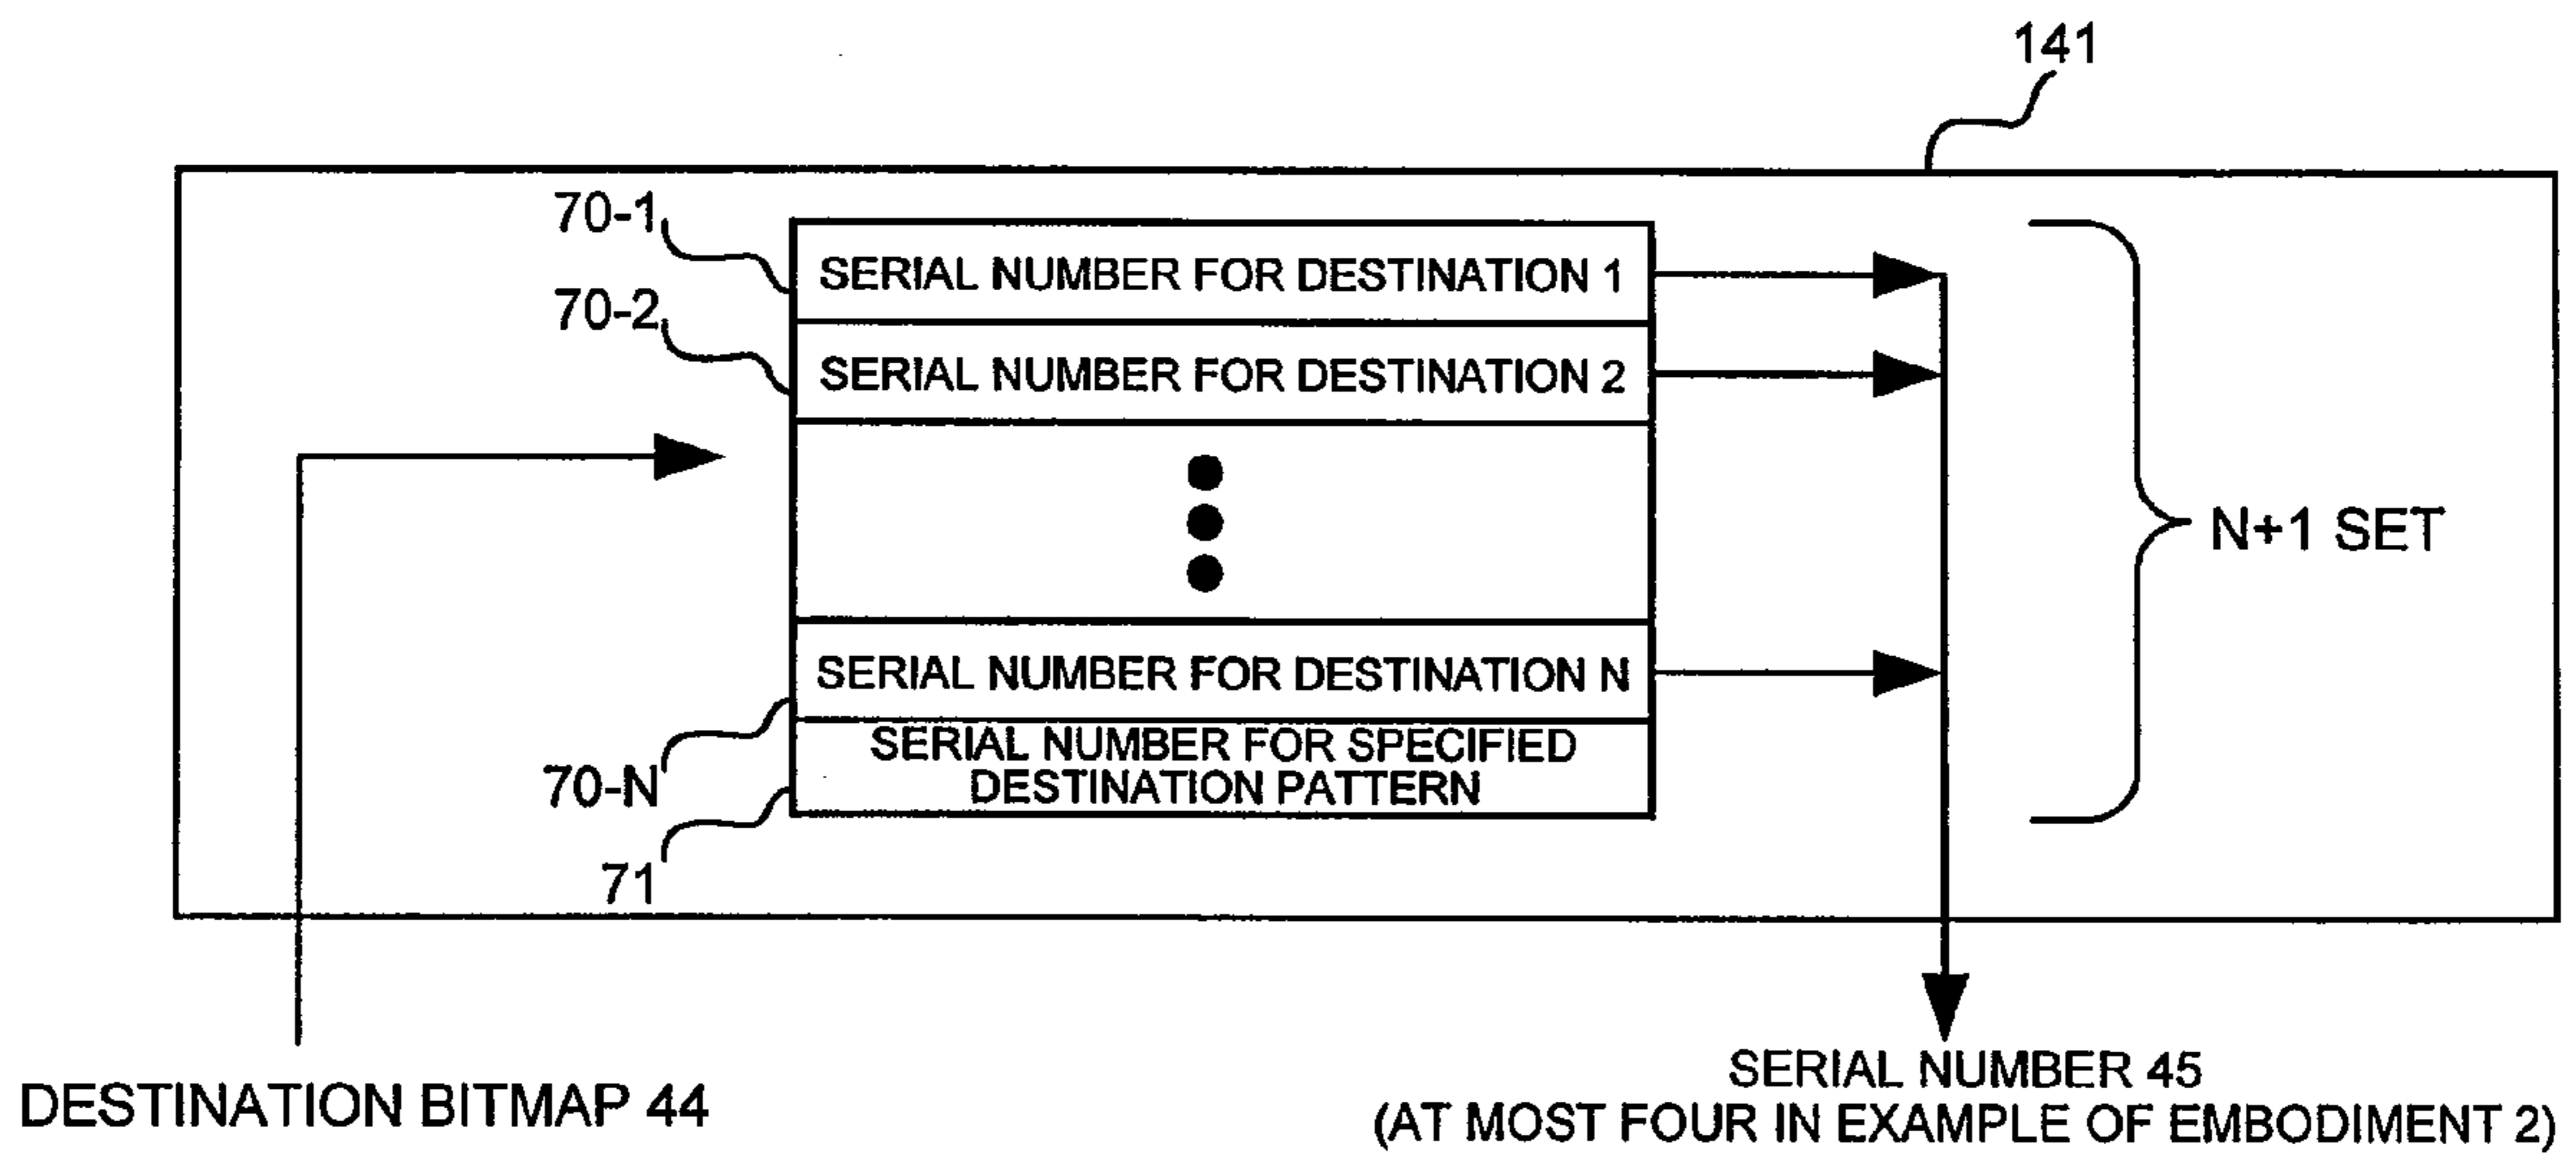 141
70-1
SERIAL NUMBER FOR DESTINATION 1
70-2
SERIAL NUMBER FOR DESTINATION 2
N+1 SET
SERIAL NUMBER FOR DESTINATION N
70-N
SERIAL NUMBER FOR SPECIFIED
DESTINATION PATTERN
71
DESTINATION BITMAP 44
SERIAL NUMBER 45
(AT MOST FOUR IN EXAMPLE OF EMBODIMENT 2)